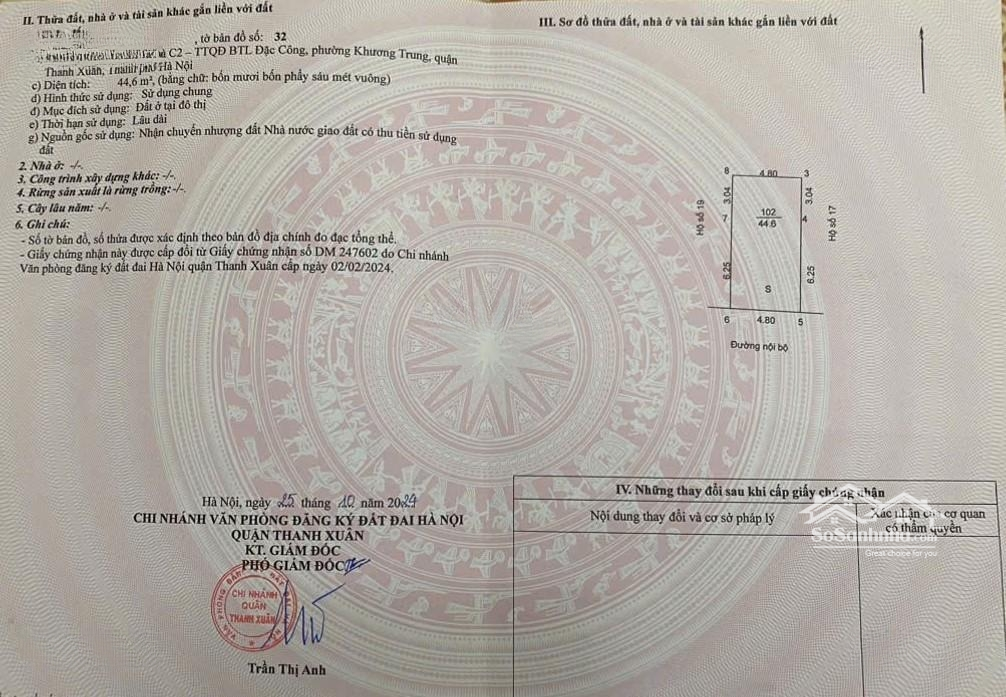 II. Thửa đất, nhà ở và tài sản khác gắn liền với đất
, tờ bản đồ số: 32
C2 – TTQĐ BTL Đặc Công, phường Khương Trung, quận
Thanh Xuân, Hà Nội
c) Diện tích: 44,6 m², (bằng chữ: bốn mươi bốn phẩy sáu mét vuông)
d) Hình thức sử dụng: Sử dụng chung
đ) Mục đích sử dụng: Đất ở tại đô thị
e) Thời hạn sử dụng: Lâu dài
g) Nguồn gốc sử dụng: Nhận chuyển nhượng đất Nhà nước giao đất có thu tiền sử dụng
đất
2. Nhà ở: -/-.
3. Công trình xây dựng khác: -/-.
4. Rừng sản xuất là rừng trồng: -/-.
5. Cây lâu năm: -/-.
6. Ghi chú:
- Số tờ bản đồ, số thửa được xác định theo bản đồ địa chính đo đạc tổng thể.
- Giấy chứng nhận này được cấp đổi từ Giấy chứng nhận số DM 247602 do Chi nhánh
Văn phòng đăng ký đất đai Hà Nội quận Thanh Xuân cấp ngày 02/02/2024.
Hà Nội, ngày 25 tháng 10 năm 2024
CHI NHÁNH VĂN PHÒNG ĐĂNG KÝ ĐẤT ĐAI HÀ NỘI
QUẬN THANH XUÂN
KT. GIÁM ĐỐC
PHÓ GIÁM ĐỐC
CHI NHÁNH
QUẬN
THANH XUÂN
Trần Thị Anh
III. Sơ đồ thửa đất, nhà ở và tài sản khác gắn liền với đất
8 4.80 3
3.04 3.04
Hộ số 19
Hộ số 17
7 102 4
44.6
6.25 6.25
S
6 4.80 5
Đường nội bộ
IV. Những thay đổi sau khi cấp giấy chứng nhận
Nội dung thay đổi và cơ sở pháp lý
Xác nhận của cơ quan
có thẩm quyền
SoSanhnha.com
Great choice for you